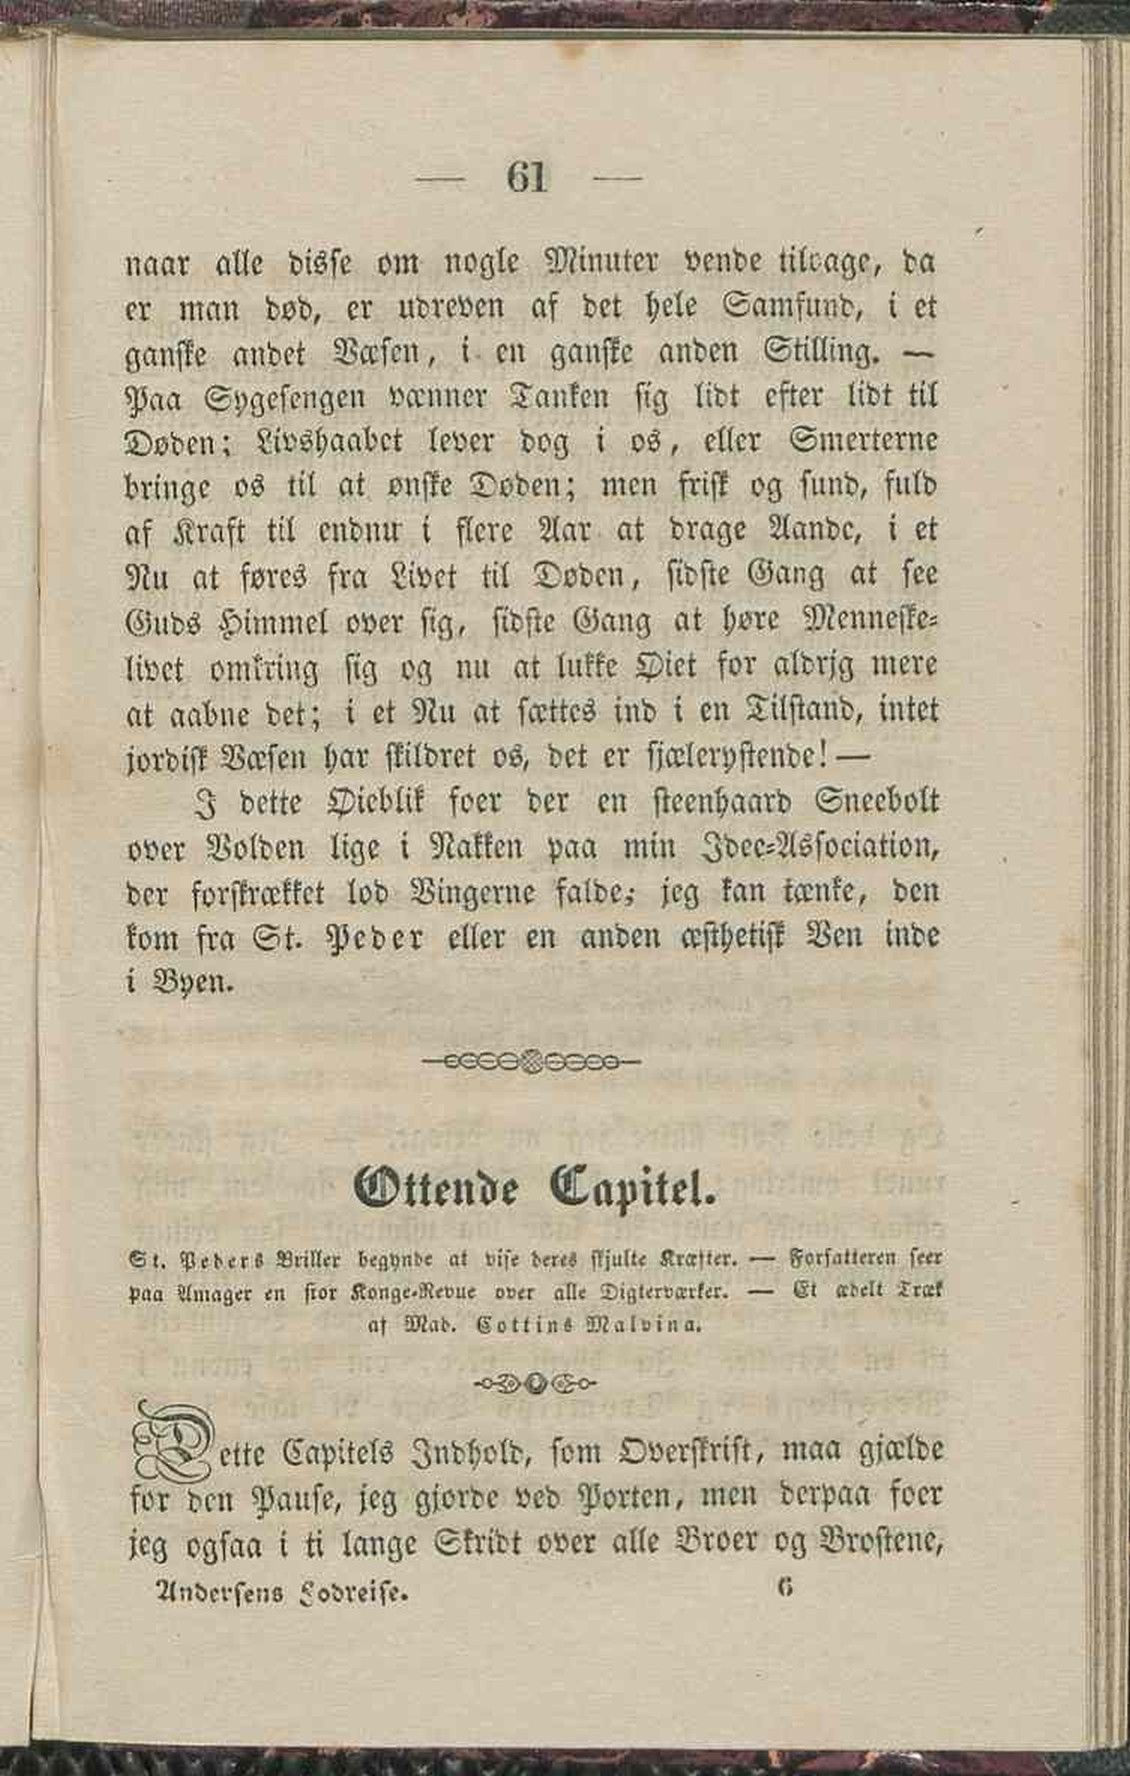 — 61 —
naar alle disse om nogle Minuter vende tilbage, da
er man død, er udreven af det hele Samfund, i et
ganske andet Væsen, i en ganske anden Stilling. —
Paa Sygesengen vænner Tanken sig lidt efter lidt til
Døden; Livshaabet lever dog i os, eller Smerterne
bringe os til at ønske Døden; men frisk og sund, fuld
af Kraft til endnu i flere Aar at drage Aande, i et
Nu at føres fra Livet til Døden, sidste Gang at see
Guds Himmel over sig, sidste Gang at høre Menneske-
livet omkring sig og nu at lukke Øiet for aldrig mere
at aabne det; i et Nu at sættes ind i en Tilstand, intet
jordisk Væsen har skildret os, det er sjælerystende! —
I dette Øieblik foer der en steenhaard Sneebolt
over Volden lige i Nakken paa min Idee-Association,
der forskrækket lod Vingerne falde; jeg kan tænke, den
kom fra St. Peder eller en anden æsthetisk Ven inde
i Byen.
Ottende Capitel.
St. Peders Briller begynde at vise deres skjulte Kræfter. — Forfatteren seer
paa Amager en stor Konge-Revue over alle Digterværker. — Et ædelt Træk
af Mad. Cottins Malvina.
Dette Capitels Indhold, som Overskrift, maa gjælde
for den Pause, jeg gjorde ved Porten, men derpaa foer
jeg ogsaa i ti lange Skridt over alle Broer og Brostene,
Andersens Fodreise. 6